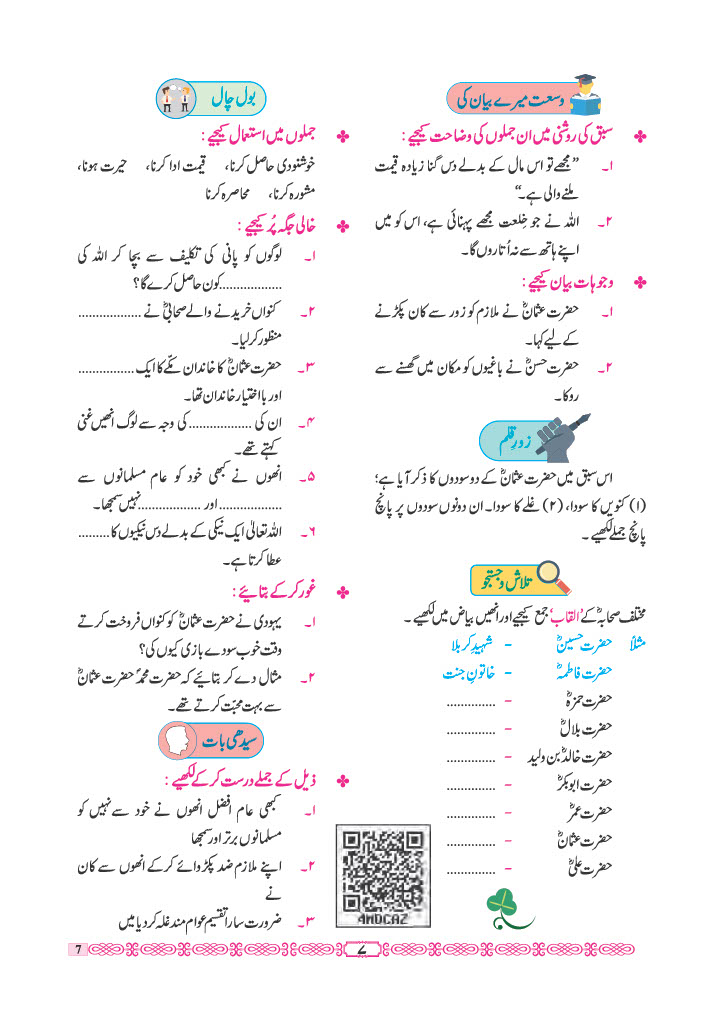 وسعت میرے بیان کی
سبق کی روشنی میں ان جملوں کی وضاحت کیجیے :
۱۔ ”مجھے تو اس مال کے بدلے دس گنا زیادہ قیمت
ملنے والی ہے۔“
۲۔ اللہ نے جو خِلعت مجھے پہنائی ہے، اس کو میں
اپنے ہاتھ سے نہ اُتاروں گا۔
وجوہات بیان کیجیے :
۱۔ حضرت عثمانؓ نے ملازم کو زور سے کان پکڑنے
کے لیے کہا۔
۲۔ حضرت حسنؓ نے باغیوں کو مکان میں گھسنے سے
روکا۔
زورِ قلم
اس سبق میں حضرت عثمانؓ کے دو سودوں کا ذکر آیا ہے؛
(۱) کنویں کا سودا، (۲) غلے کا سودا۔ ان دونوں سودوں پر پانچ
پانچ جملے لکھیے۔
تلاش و جستجو
مختلف صحابہؓ کے ’القاب‘ جمع کیجیے اور انھیں بیاض میں لکھیے۔
مثلاً حضرت حسینؓ - شہیدِ کربلا
حضرت فاطمہؓ - خاتونِ جنت
حضرت حمزہؓ - ..............
حضرت بلالؓ - ..............
حضرت خالدؓ بن ولید - ..............
حضرت ابوبکرؓ - ..............
حضرت عمرؓ - ..............
حضرت عثمانؓ - ..............
حضرت علیؓ - ..............
بول چال
جملوں میں استعمال کیجیے :
خوشنودی حاصل کرنا، قیمت ادا کرنا، حیرت ہونا،
مشورہ کرنا، محاصرہ کرنا
خالی جگہ پُر کیجیے :
۱۔ لوگوں کو پانی کی تکلیف سے بچا کر اللہ کی
.................. کون حاصل کرے گا؟
۲۔ کنواں خریدنے والے صحابیؓ نے ..................
منظور کرلیا۔
۳۔ حضرت عثمانؓ کا خاندان مکّے کا ایک ................
اور بااختیار خاندان تھا۔
۴۔ ان کی .................. کی وجہ سے لوگ انھیں غنی
کہتے تھے۔
۵۔ انھوں نے کبھی خود کو عام مسلمانوں سے
.................. اور .................. نہیں سمجھا۔
۶۔ اللہ تعالیٰ ایک نیکی کے بدلے دس نیکیوں کا .........
عطا کرتا ہے۔
غور کرکے بتائیے :
۱۔ یہودی نے حضرت عثمانؓ کو کنواں فروخت کرتے
وقت خوب سودے بازی کیوں کی؟
۲۔ مثال دے کر بتائیے کہ حضرت محمدؐ حضرت عثمانؓ
سے بہت محبّت کرتے تھے۔
سیدھی بات
ذیل کے جملے درست کرکے لکھیے :
۱۔ کبھی عام افضل انھوں نے خود سے نہیں کو
مسلمانوں برتر اور سمجھا
۲۔ اپنے ملازم ضد پکڑوائے کرکے انھوں سے کان
نے
۳۔ ضرورت سارا تقسیم عوام مند غلہ کردیا میں
4MDCAZ
7
۷